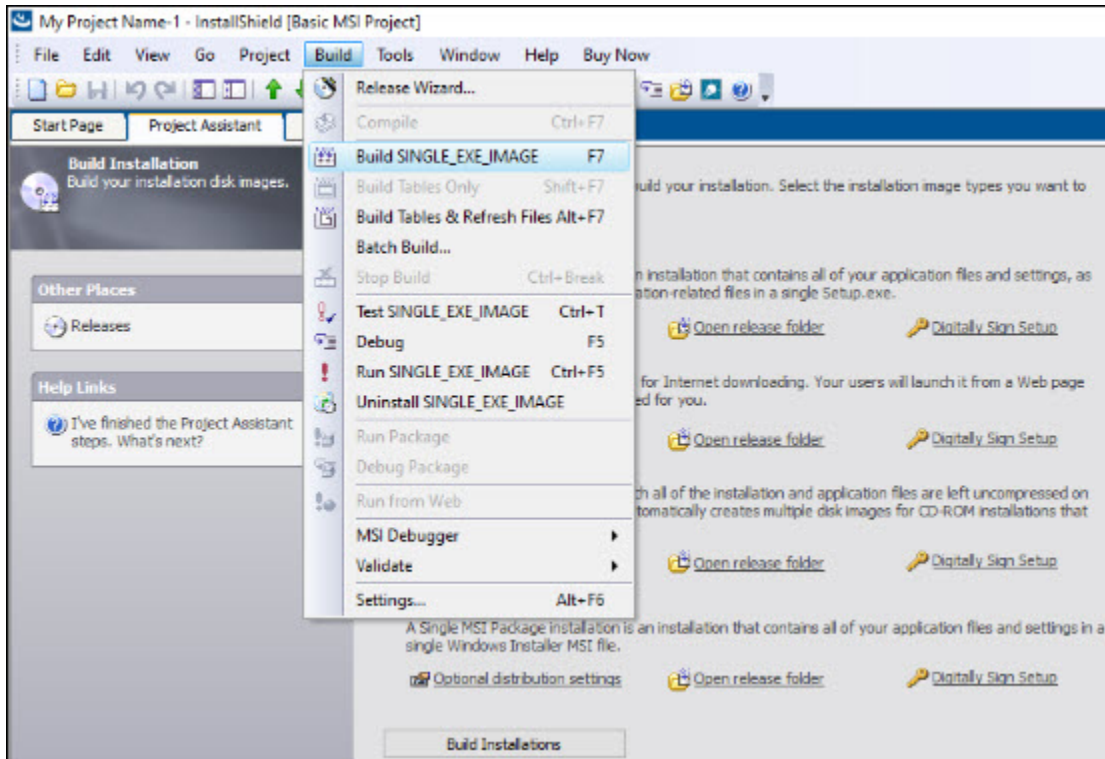 My Project Name-1 - InstallShield [Basic MSI Project]
File Edit View Go Project Build Tools Window Help Buy Now
Start Page Project Assistant
Build Installation
Build your installation disk images.
Other Places
Releases
Help Links
I've finished the Project Assistant
steps. What's next?
Release Wizard...
Compile Ctrl+F7
Build SINGLE_EXE_IMAGE F7
Build Tables Only Shift+F7
Build Tables & Refresh Files Alt+F7
Batch Build...
Stop Build Ctrl+Break
Test SINGLE_EXE_IMAGE Ctrl+T
Debug F5
Run SINGLE_EXE_IMAGE Ctrl+F5
Uninstall SINGLE_EXE_IMAGE
Run Package
Debug Package
Run from Web
MSI Debugger
Validate
Settings... Alt+F6
build your installation. Select the installation image types you want to
installation that contains all of your application files and settings, as
ation-related files in a single Setup.exe.
Open release folder Digitally Sign Setup
for Internet downloading. Your users will launch it from a Web page
ed for you.
Open release folder Digitally Sign Setup
all of the installation and application files are left uncompressed on
tomatically creates multiple disk images for CD-ROM installations that
Open release folder Digitally Sign Setup
A Single MSI Package installation is an installation that contains all of your application files and settings in a
single Windows Installer MSI file.
Optional distribution settings Open release folder Digitally Sign Setup
Build Installations